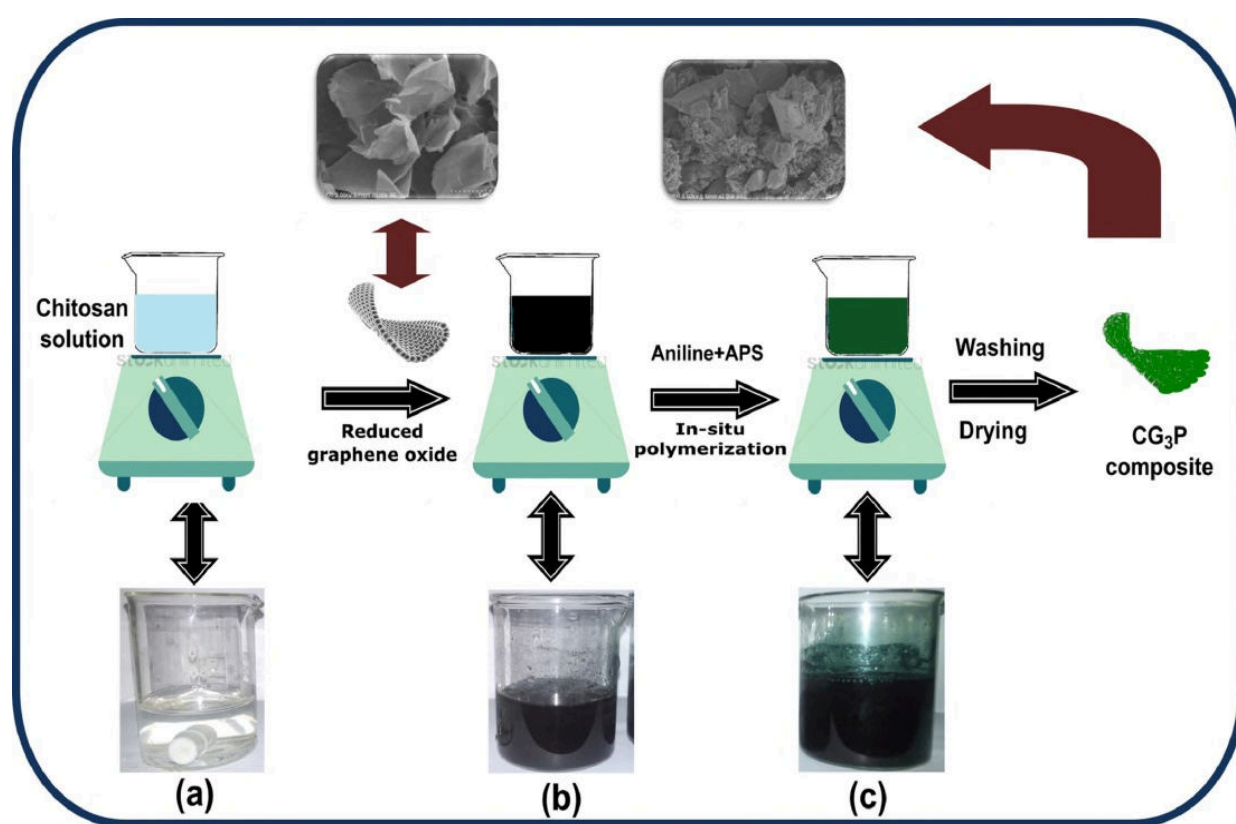 Chitosan
solution
Reduced
graphene oxide
Aniline+APS
In-situ
polymerization
Washing
Drying
CG₃P
composite
(a)
(b)
(c)